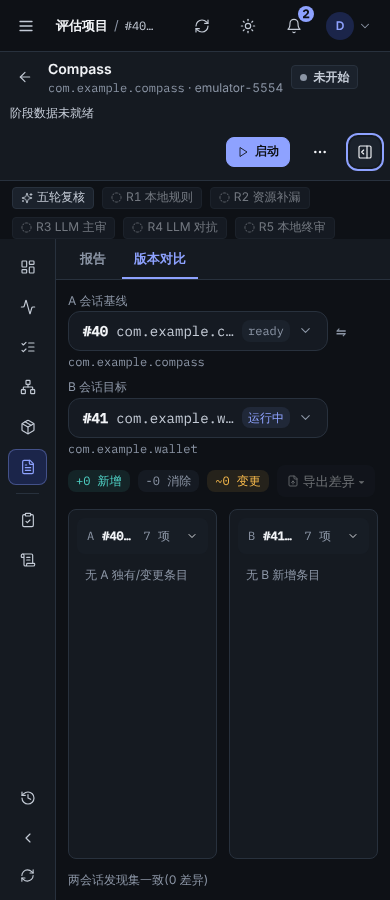 评估项目 / #40…
2
D
Compass
com.example.compass · emulator-5554
未开始
阶段数据未就绪
启动
五轮复核
R1 本地规则
R2 资源补漏
R3 LLM 主审
R4 LLM 对抗
R5 本地终审
报告
版本对比
A 会话基线
#40 com.example.c… ready
⇋
com.example.compass
B 会话目标
#41 com.example.w… 运行中
com.example.wallet
+0 新增
-0 消除
~0 变更
导出差异
A #40… 7 项
B #41… 7 项
无 A 独有/变更条目
无 B 新增条目
两会话发现集一致(0 差异)